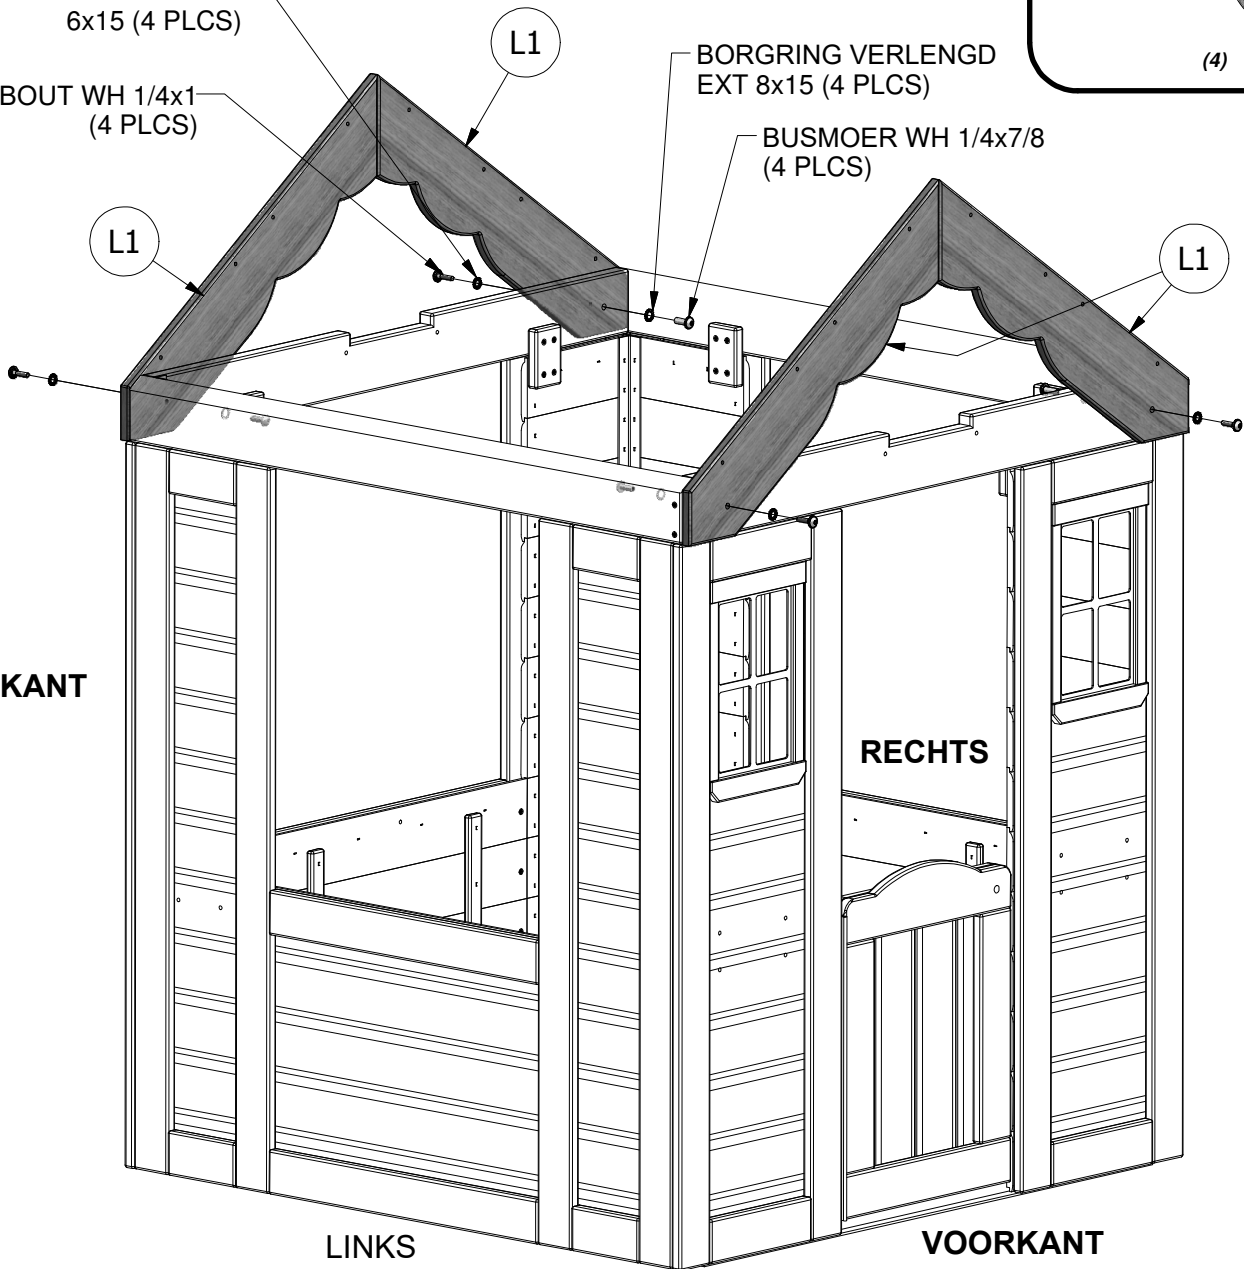 6x15 (4 PLCS)
L1
BORGRING VERLENGD
EXT 8x15 (4 PLCS)
(4)
BOUT WH 1/4x1
(4 PLCS)
BUSMOER WH 1/4x7/8
(4 PLCS)
L1
L1
KANT
RECHTS
LINKS
VOORKANT